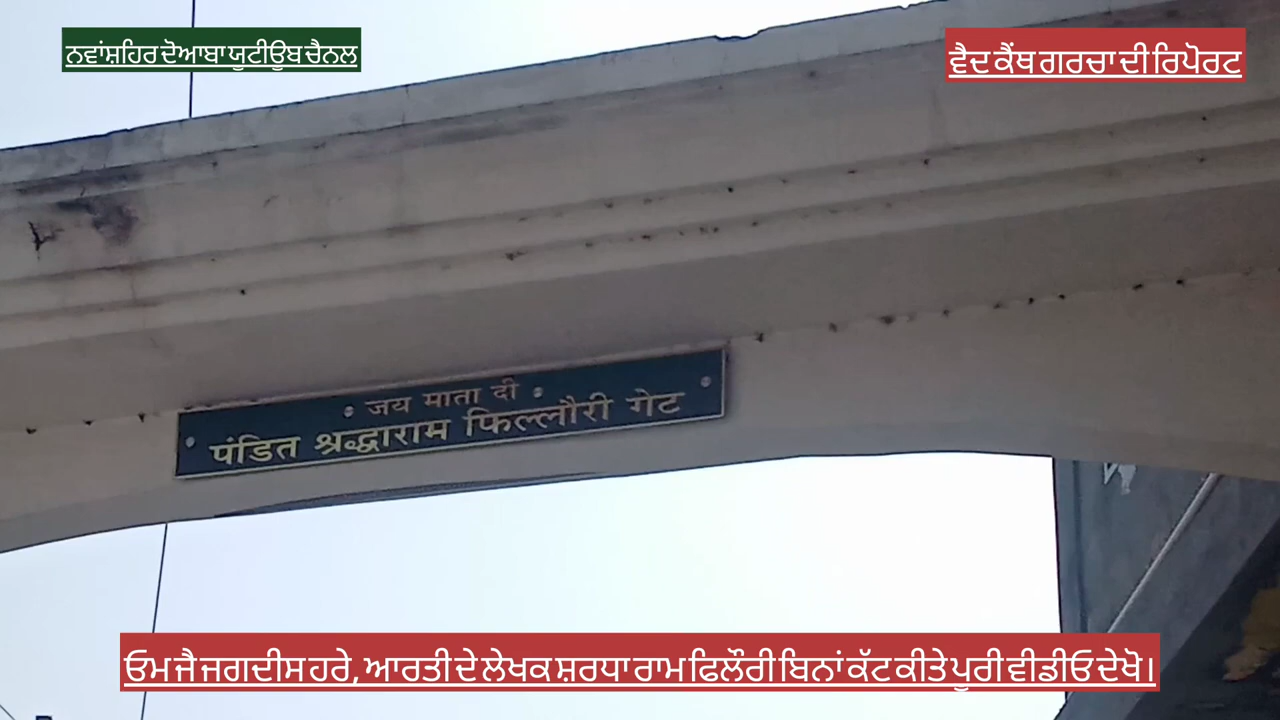 ਨਵਾਂਸ਼ਹਿਰ ਦੋਆਬਾ ਯੂਟੀਊਬ ਚੈਨਲ
ਵੈਦ ਕੈਂਥ ਗਰਚਾ ਦੀ ਰਿਪੋਰਟ
जय माता दी
पंडित श्रद्धाराम फिल्लौरी गेट
ਓਮ ਜੈ ਜਗਦੀਸ ਹਰੇ, ਆਰਤੀ ਦੇ ਲੇਖਕ ਸ਼ਰਧਾ ਰਾਮ ਫਿਲੌਰੀ ਬਿਨਾਂ ਕੱਟ ਕੀਤੇ ਪੂਰੀ ਵੀਡੀਓ ਦੇਖੋ।